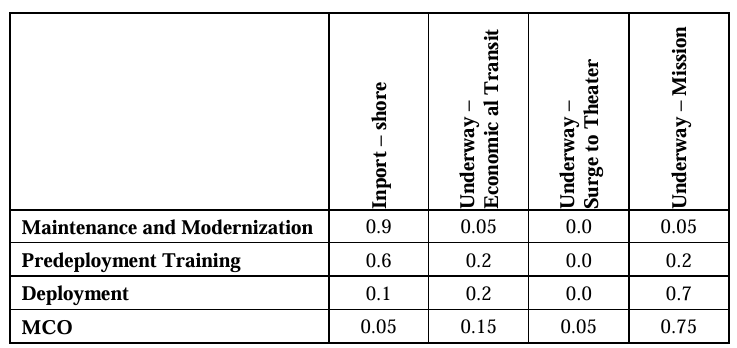 Inport – shore
Underway –
Economic al Transit
Underway –
Surge to Theater
Underway – Mission
Maintenance and Modernization 0.9 0.05 0.0 0.05
Predeployment Training 0.6 0.2 0.0 0.2
Deployment 0.1 0.2 0.0 0.7
MCO 0.05 0.15 0.05 0.75